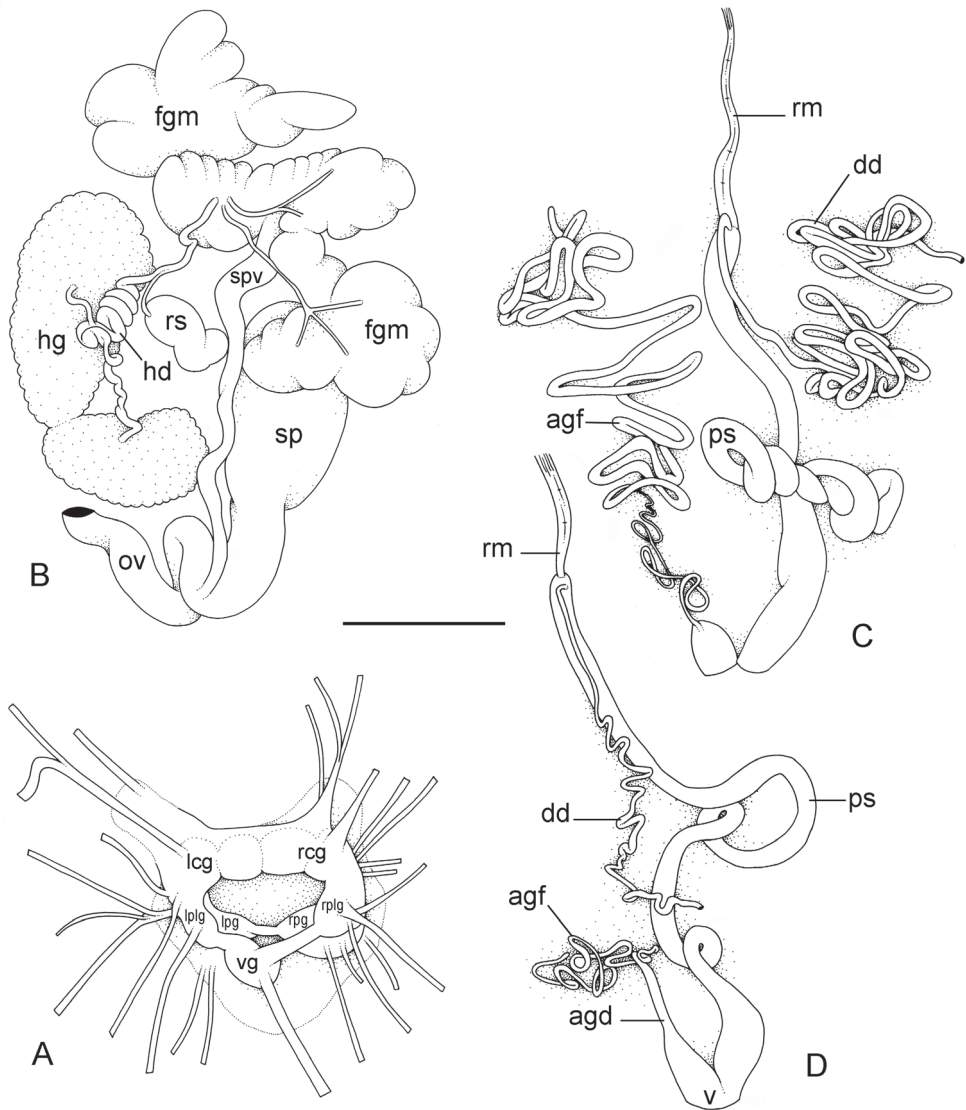 fgm
rm
dd
spv
rs
fgm
hg
hd
agf
ps
sp
rm
ov
B
C
lcg
rcg
dd
ps
lplg
lpg
rpg
rplg
agf
vg
agd
A
D
v